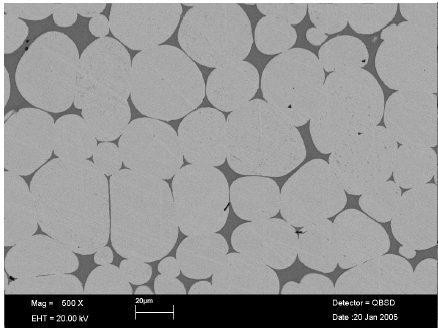 Mag = 500 X
20µm
Detector = QBSD
EHT = 20.00 kV
Date :20 Jan 2005